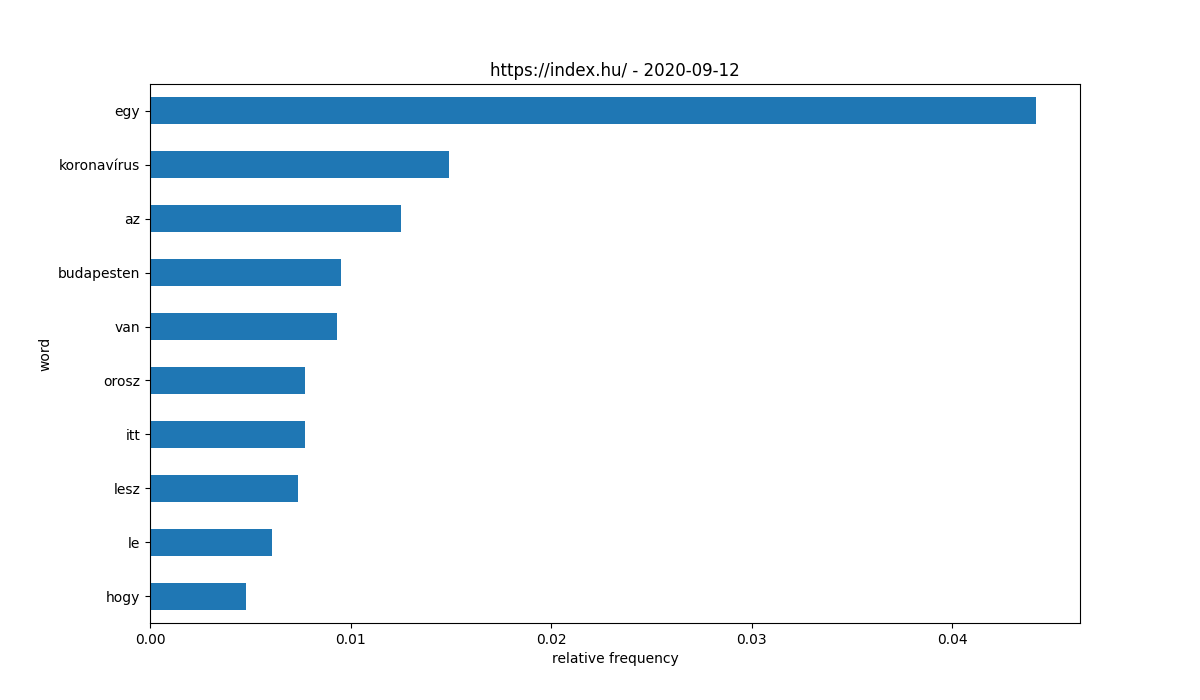 https://index.hu/ - 2020-09-12
egy
koronavírus
az
budapesten
van
orosz
itt
lesz
le
hogy
word
0.00 0.01 0.02 0.03 0.04
relative frequency